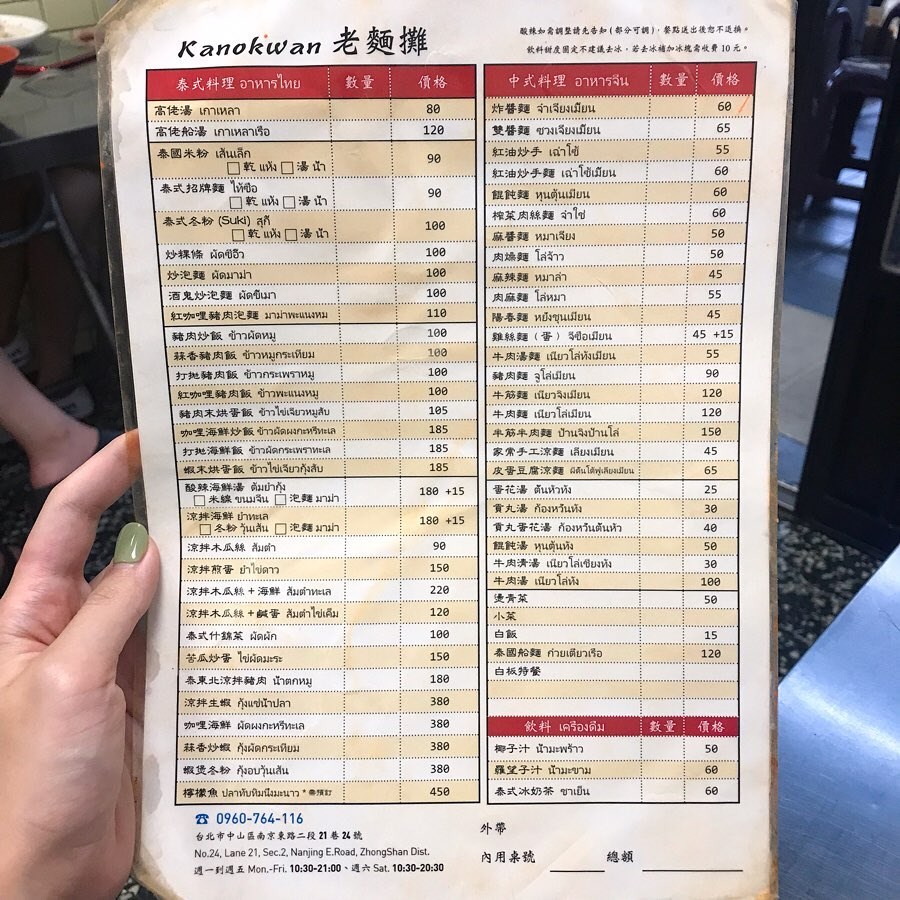 Kanokwan 老麵攤
酸辣如需調整請先告知(部分可調)，餐點送出後恕不退換。
飲料甜度固定不建議去冰，若去冰補加冰塊需收費 10 元。
泰式料理 อาหารไทย 數量 價格
高佬湯 เกาเหลา 80
高佬船湯 เกาเหลาเรือ 120
泰國米粉 เส้นเล็ก 90
乾 แห้ง 湯 น้ำ
泰式招牌麵 ไห้ซือ 90
乾 แห้ง 湯 น้ำ
泰式冬粉 (Suki) สุกี้ 100
乾 แห้ง 湯 น้ำ
炒粿條 ผัดซีอิ๊ว 100
炒泡麵 ผัดมาม่า 100
酒鬼炒泡麵 ผัดขี้เมา 100
紅咖哩豬肉泡麵 มาม่าพะแนงหมู 110
豬肉炒飯 ข้าวผัดหมู 100
蒜香豬肉飯 ข้าวหมูกระเทียม 100
打拋豬肉飯 ข้าวกระเพราหมู 100
紅咖哩豬肉飯 ข้าวพะแนงหมู 100
豬肉末烘蛋飯 ข้าวไข่เจียวหมูสับ 105
咖哩海鮮炒飯 ข้าวผัดผงกะหรี่ทะเล 185
打拋海鮮飯 ข้าวผัดกระเพราทะเล 185
蝦末烘蛋飯 ข้าวไข่เจียวกุ้งสับ 185
酸辣海鮮湯 ต้มยำกุ้ง 180 +15
米線 ขนมจีน 泡麵 มาม่า
涼拌海鮮 ยำทะเล 180 +15
冬粉 วุ้นเส้น 泡麵 มาม่า
涼拌木瓜絲 ส้มตำ 90
涼拌煎蛋 ยำไข่ดาว 150
涼拌木瓜絲+海鮮 ส้มตำทะเล 220
涼拌木瓜絲+鹹蛋 ส้มตำไข่เค็ม 120
泰式什錦菜 ผัดผัก 100
苦瓜炒蛋 ไข่ผัดมะระ 150
泰東北涼拌豬肉 น้ำตกหมู 180
涼拌生蝦 กุ้งแช่น้ำปลา 380
咖哩海鮮 ผัดผงกะหรี่ทะเล 380
蒜香炒蝦 กุ้งผัดกระเทียม 380
蝦煲冬粉 กุ้งอบวุ้นเส้น 380
檸檬魚 ปลาทับทิมนึ่งมะนาว *需預訂 450
☎ 0960-764-116
台北市中山區南京東路二段 21 巷 24 號
No.24, Lane 21, Sec.2, Nanjing E.Road, ZhongShan Dist.
週一到週五 Mon.-Fri. 10:30-21:00、週六 Sat. 10:30-20:30
中式料理 อาหารจีน 數量 價格
炸醬麵 จ่าเจียงเมี่ยน 60
雙醬麵 ซวงเจียงเมี่ยน 65
紅油炒手 เฉ่าโซ้ 55
紅油炒手麵 เฉ่าโซ้เมี่ยน 60
餛飩麵 หุนตุ้นเมี่ยน 60
榨菜肉絲麵 จ่าไช่ 60
麻醬麵 หมาเจียง 50
肉燥麵 โล่จ้าว 50
麻辣麵 หมาล่า 45
肉麻麵 โล่หมา 55
陽春麵 หยังชุนเมี่ยน 45
雞絲麵(蛋) จีซือเมี่ยน 45 +15
牛肉湯麵 เนียวโล่ทังเมี่ยน 55
豬肉麵 จูโล่เมี่ยน 90
牛筋麵 เนียวจิงเมี่ยน 120
牛肉麵 เนียวโล่เมี่ยน 120
半筋半肉麵 ป้านจิงป้านโล่ 150
家常手工涼麵 เลียงเมี่ยน 45
皮蛋豆腐涼麵 65
蛋花湯 ตันหัวทัง 25
貢丸湯 ก้องหวันทัง 30
貢丸蛋花湯 ก้องหวันตันหัว 40
餛飩湯 หุนตุ้นทัง 50
牛肉清湯 เนียวโล่เชียงทัง 30
牛肉湯 เนียวโล่ทัง 100
燙青菜 50
小菜
白飯 15
泰國船麵 ก๋วยเตี๋ยวเรือ 120
白板特餐
飲料 เครื่องดื่ม 數量 價格
椰子汁 น้ำมะพร้าว 50
羅望子汁 น้ำมะขาม 60
泰式冰奶茶 ชาเย็น 60
外帶
內用桌號 總額